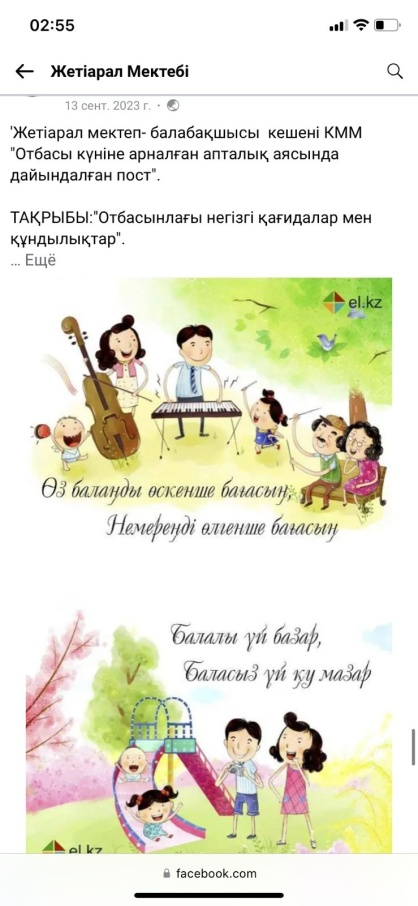 02:55
Жетіарал Мектебі
13 сент. 2023 г. ·
'Жетіарал мектеп- балабақшысы кешені КММ
"Отбасы күніне арналған апталық аясында
дайындалған пост".
ТАҚРЫБЫ:"Отбасынлағы негізгі қағидалар мен
құндылықтар".
... Ещё
el.kz
Өз балаңды өскенше бағасың,
Немереңді өлгенше бағасың
Балалы үй базар,
Баласыз үй қу мазар
el.kz
facebook.com